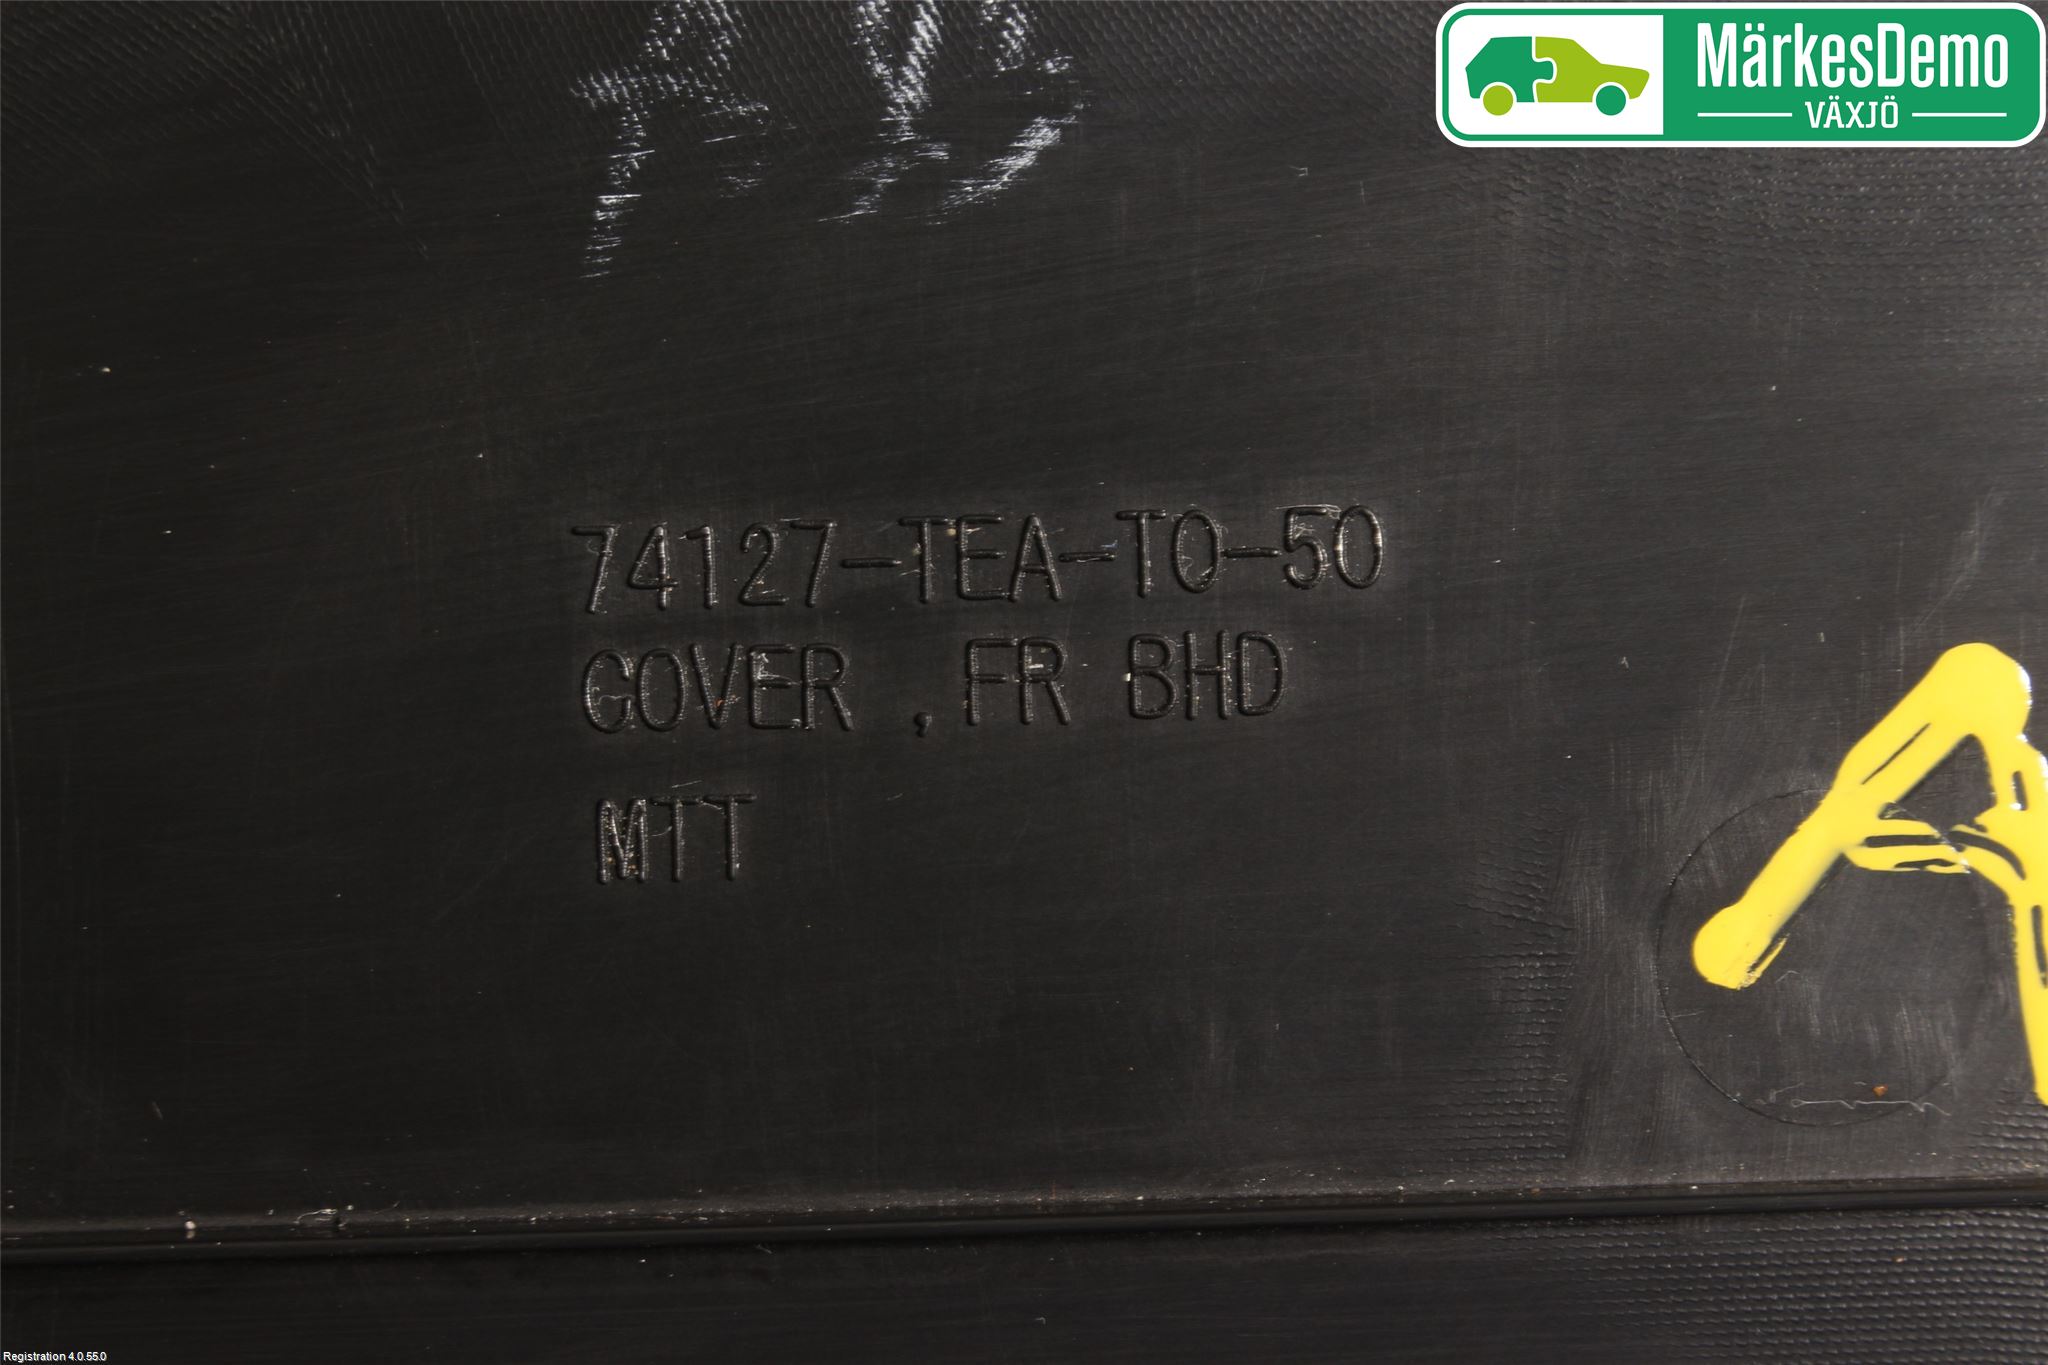 MärkesDemo
VÄXJÖ
74127-TEA-T0-50
COVER ,FR BHD
MTT
A
Registration 4.0.55.0